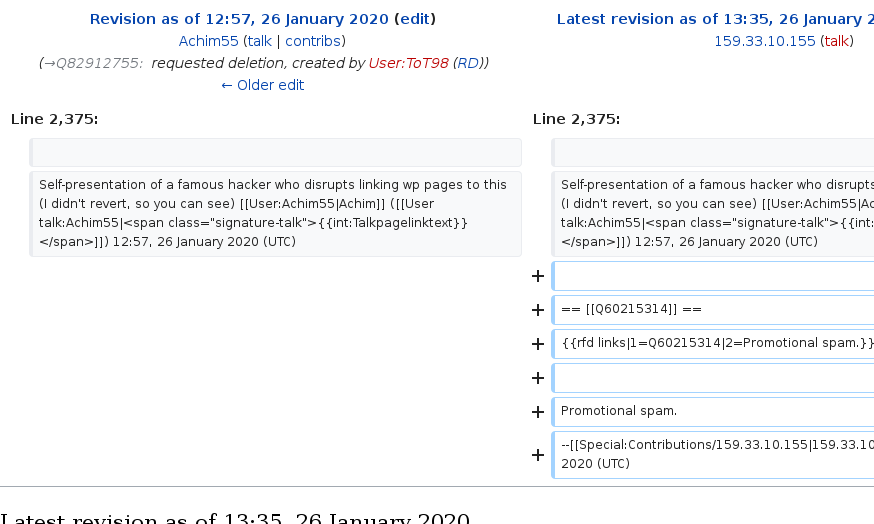 Revision as of 12:57, 26 January 2020 (edit)
Achim55 (talk | contribs)
(→Q82912755: requested deletion, created by User:ToT98 (RD))
← Older edit
Latest revision as of 13:35, 26 January 2
159.33.10.155 (talk)
Line 2,375:
Line 2,375:
Self-presentation of a famous hacker who disrupts linking wp pages to this
(I didn't revert, so you can see) [[User:Achim55|Achim]] ([[User
talk:Achim55|<span class="signature-talk">{{int:Talkpagelinktext}}
</span>]]) 12:57, 26 January 2020 (UTC)
Self-presentation of a famous hacker who disrupts
(I didn't revert, so you can see) [[User:Achim55|Ac
talk:Achim55|<span class="signature-talk">{{int:
</span>]]) 12:57, 26 January 2020 (UTC)
+
+ == [[Q60215314]] ==
+ {{rfd links|1=Q60215314|2=Promotional spam.}}
+
+ Promotional spam.
+ --[[Special:Contributions/159.33.10.155|159.33.10
2020 (UTC)
Latest revision as of 13:35, 26 January 2020